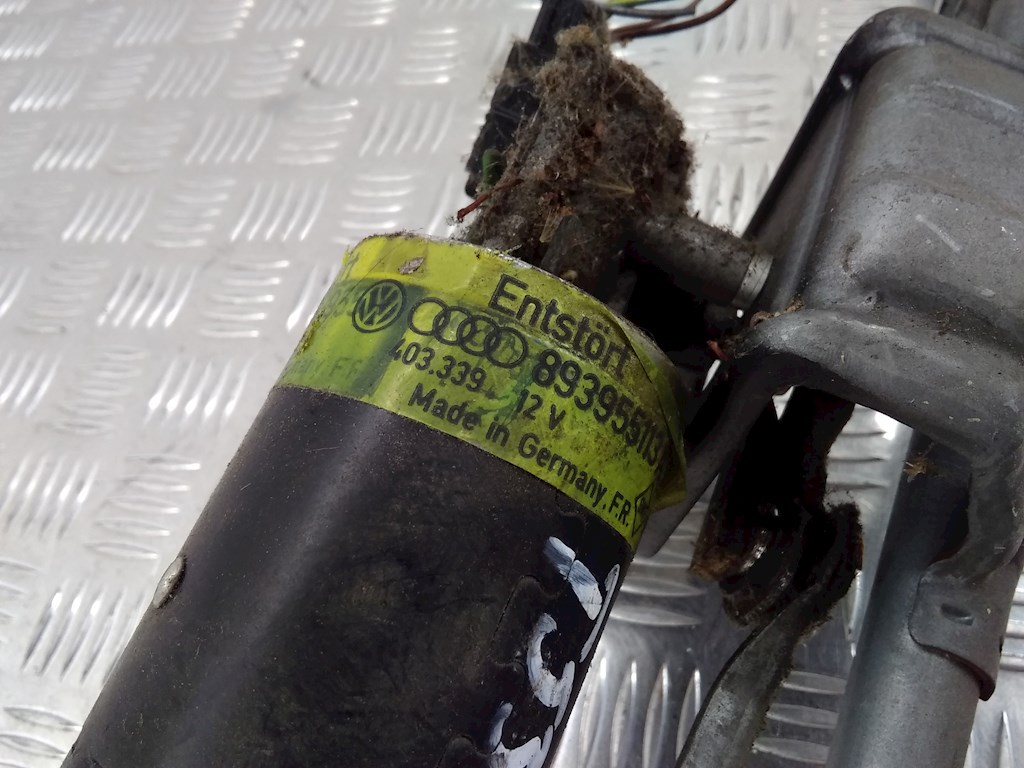 Entstört
893955113
403.339 12 V
Made in Germany, F.R.